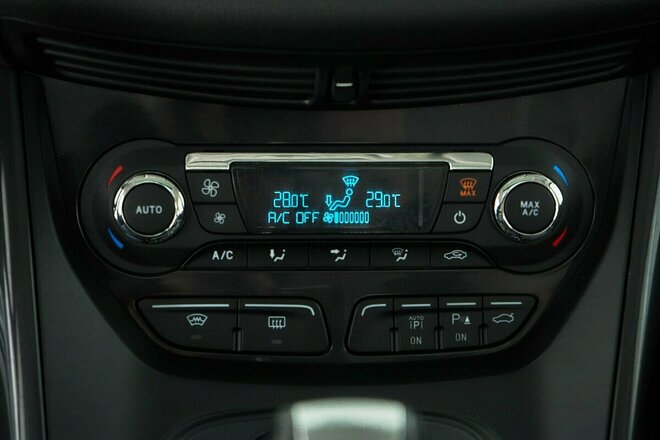 28.0°C
29.0°C
A/C OFF
MAX
AUTO
MAX
A/C
A/C
AUTO
(P)
ON
P
ON